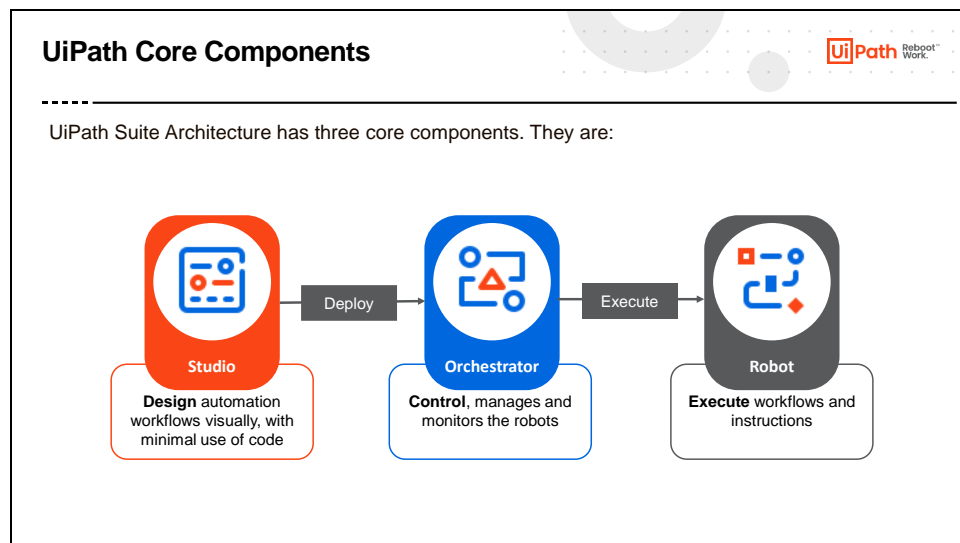 UiPath Core Components
UiPath Reboot™
Work.
UiPath Suite Architecture has three core components. They are:
Deploy
Execute
Studio
Orchestrator
Robot
Design automation
workflows visually, with
minimal use of code
Control, manages and
monitors the robots
Execute workflows and
instructions